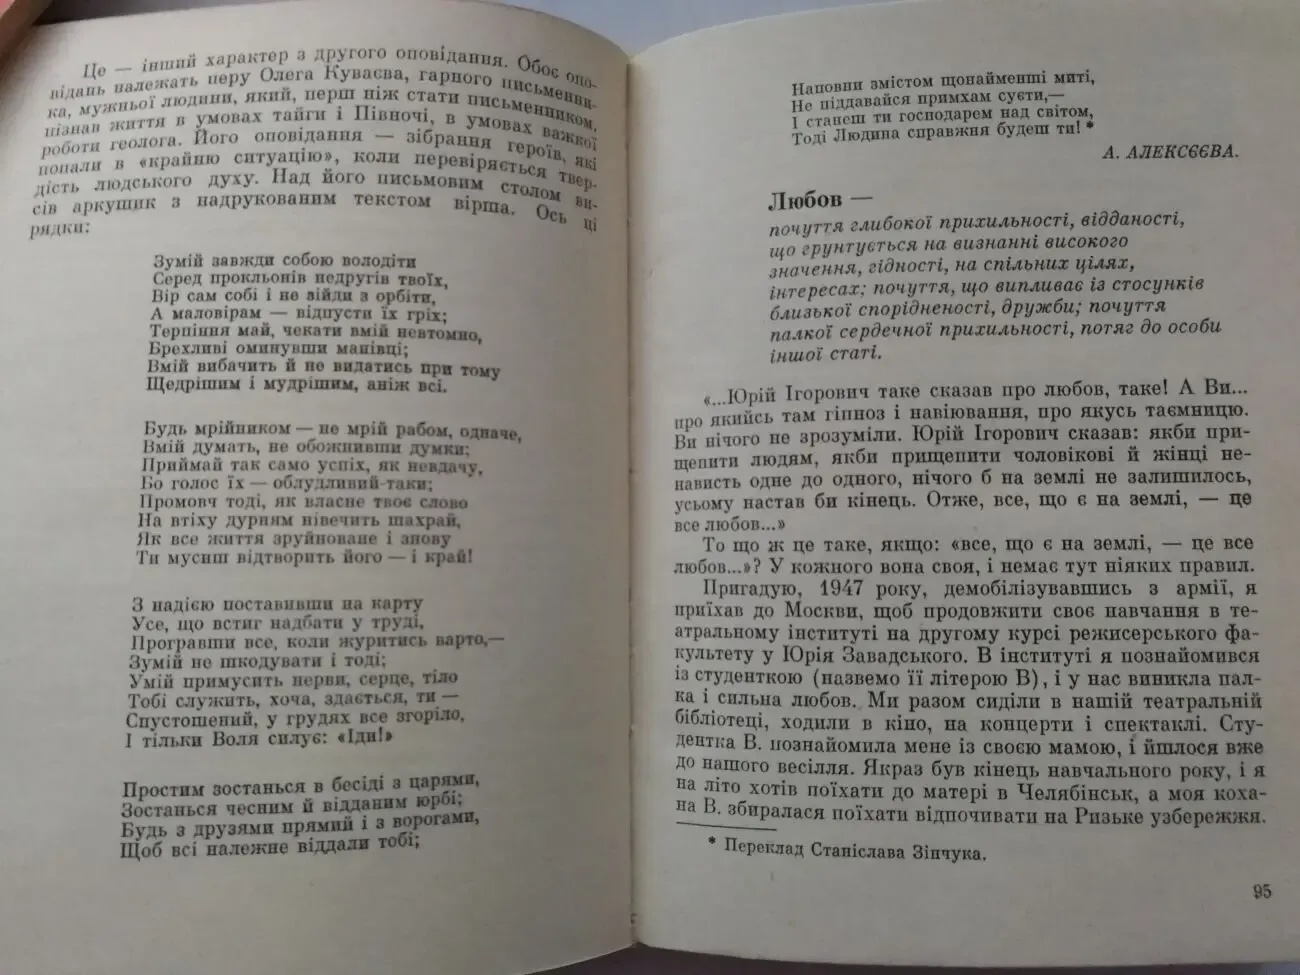 Це — інший характер з другого оповідання. Обоє опо-
відань належать перу Олега Куваєва, гарного письменни-
ка, мужньої людини, який, перш ніж стати письменником,
пізнав життя в умовах тайги і Півночі, в умовах важкої
роботи геолога. Його оповідання — зібрання героїв, які
попали в «крайню ситуацію», коли перевіряється твер-
дість людського духу. Над його письмовим столом ви-
сів аркушик з надрукованим текстом вірша. Ось ці
рядки:
Зумій завжди собою володіти
Серед прокльонів недругів твоїх,
Вір сам собі і не війди з орбіти,
А маловірам — відпусти їх гріх;
Терпіння май, чекати вмій невтомно,
Брехливі оминувши манівці;
Вмій вибачить й не видатись при тому
Щедрішим і мудрішим, аніж всі.
Будь мрійником — не мрій рабом, одначе,
Вмій думать, не обожнивши думки;
Приймай так само успіх, як невдачу,
Бо голос їх — облудливий-таки;
Промовч тоді, як власне твоє слово
На втіху дурням нівечить шахрай,
Як все життя зруйноване і знову
Ти мусиш відтворить його — і край!
З надією поставивши на карту
Усе, що встиг надбати у труді,
Програвши все, коли журитись варто,—
Зумій не шкодувати і тоді;
Умій примусить нерви, серце, тіло
Тобі служить, хоча, здається, ти —
Спустошений, у грудях все згоріло,
І тільки Воля силує: «Іди!»
Простим зостанься в бесіді з царями,
Зостанься чесним й відданим юрбі;
Будь з друзями прямий і з ворогами,
Щоб всі належне віддали тобі;
Наповни змістом щонайменші миті,
Не піддавайся примхам суєти,—
І станеш ти господарем над світом,
Тоді Людина справжня будеш ти! *
А. АЛЕКСЄЄВА.
Любов —
почуття глибокої прихильності, відданості,
що грунтується на визнанні високого
значення, гідності, на спільних цілях,
інтересах; почуття, що випливає із стосунків
близької спорідненості, дружби; почуття
палкої сердечної прихильності, потяг до особи
іншої статі.
«...Юрій Ігорович таке сказав про любов, таке! А Ви...
про якийсь там гіпноз і навіювання, про якусь таємницю.
Ви нічого не зрозуміли. Юрій Ігорович сказав: якби при-
щепити людям, якби прищепити чоловікові й жінці не-
нависть одне до одного, нічого б на землі не залишилось,
усьому настав би кінець. Отже, все, що є на землі, — це
все любов...»
То що ж це таке, якщо: «все, що є на землі, — це все
любов...»? У кожного вона своя, і немає тут ніяких правил.
Пригадую, 1947 року, демобілізувавшись з армії, я
приїхав до Москви, щоб продовжити своє навчання в те-
атральному інституті на другому курсі режисерського фа-
культету у Юрія Завадського. В інституті я познайомився
із студенткою (назвемо її літерою В), і у нас виникла пал-
ка і сильна любов. Ми разом сиділи в нашій театральній
бібліотеці, ходили в кіно, на концерти і спектаклі. Сту-
дентка В. познайомила мене із своєю мамою, і йшлося вже
до нашого весілля. Якраз був кінець навчального року, і я
на літо хотів поїхати до матері в Челябінськ, а моя коха-
на В. збиралася поїхати відпочивати на Ризьке узбережжя.
* Переклад Станіслава Зінчука.
95